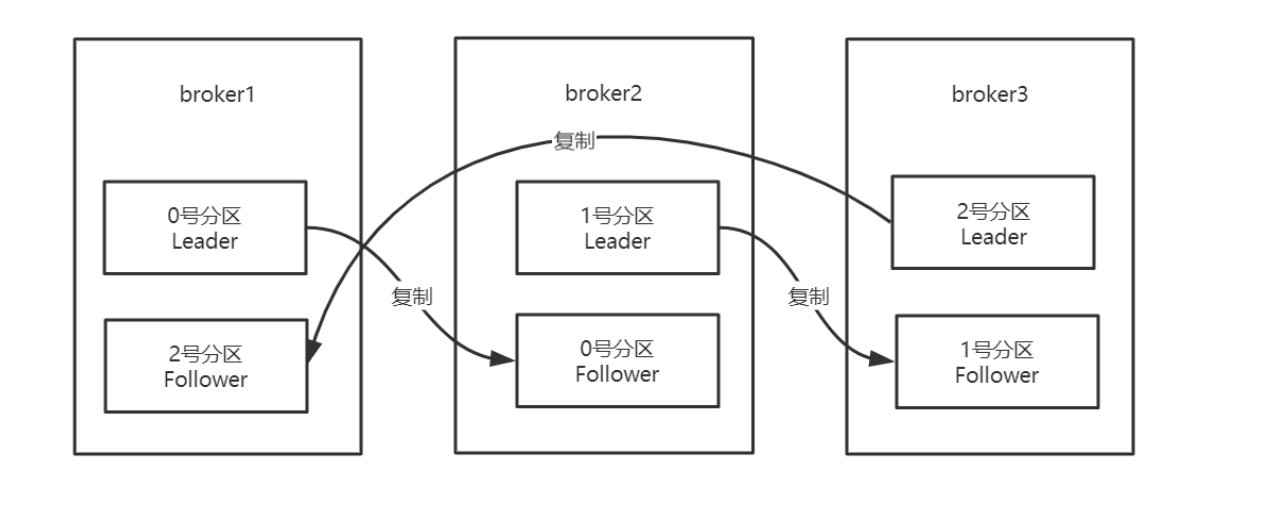 broker1
broker2
broker3
复制
0号分区
Leader
1号分区
Leader
2号分区
Leader
复制
复制
2号分区
Follower
0号分区
Follower
1号分区
Follower